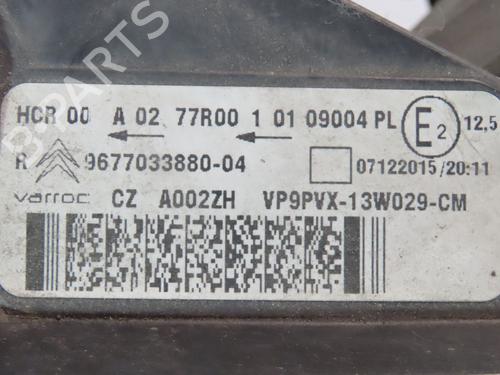 HCR 00 A 02 77R00 1 01 09004 PL E2 12,5
R 9677033880-04 07122015/20:11
varroc CZ A002ZH VP9PVX-13W029-CM